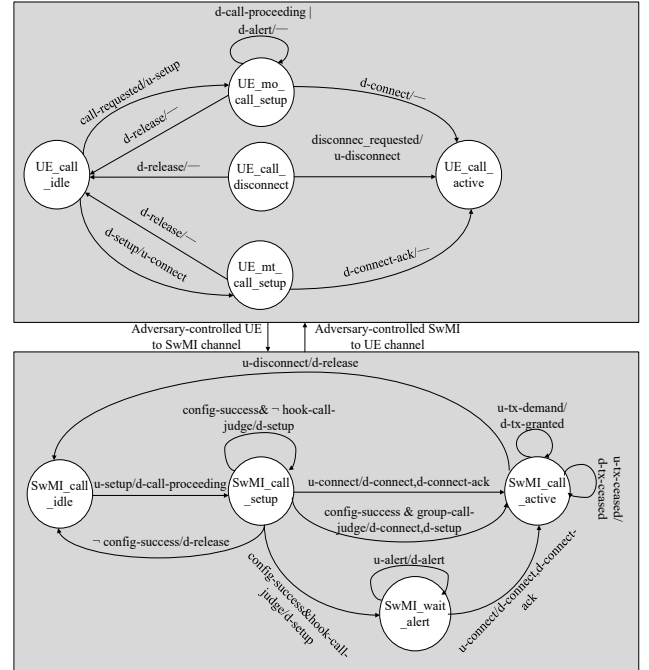 d-call-proceeding |
d-alert/—
call-requested/u-setup
UE_mo_
call_setup
d-connect/—
d-release/—
disconnec_requested/
u-disconnect
UE_call
_idle
d-release/—
UE_call_
disconnect
UE_call_
active
d-release/—
d-setup/u-connect
UE_mt_
call_setup
d-connect-ack/—
Adversary-controlled UE
to SwMI channel
Adversary-controlled SwMI
to UE channel
u-disconnect/d-release
config-success& ¬ hook-call-
judge/d-setup
u-tx-demand/
d-tx-granted
SwMI_call
_idle
u-setup/d-call-proceeding
SwMI_call
_setup
u-connect/d-connect,d-connect-ack
SwMI_call
_active
u-tx-ceased/
d-tx-ceased
config-success & group-call-
judge/d-connect,d-setup
¬ config-success/d-release
config-success&hook-call-
judge/d-setup
u-alert/d-alert
SwMI_wait
_alert
u-connect/d-connect,d-connect-
ack